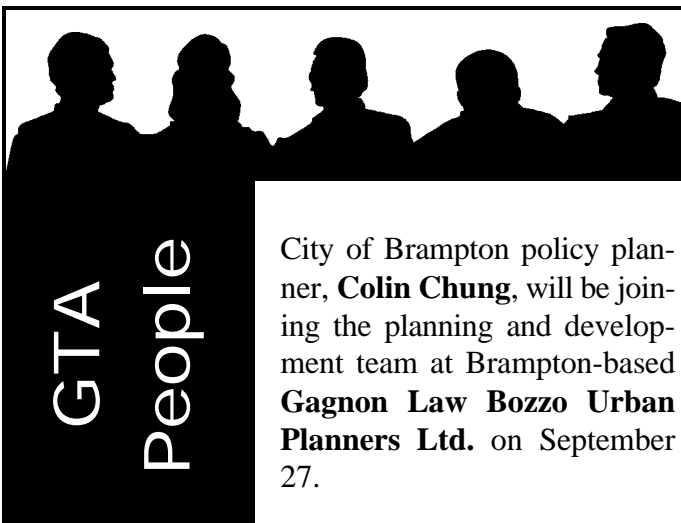 GTA
People
City of Brampton policy plan-
ner, Colin Chung, will be join-
ing the planning and develop-
ment team at Brampton-based
Gagnon Law Bozzo Urban
Planners Ltd. on September
27.